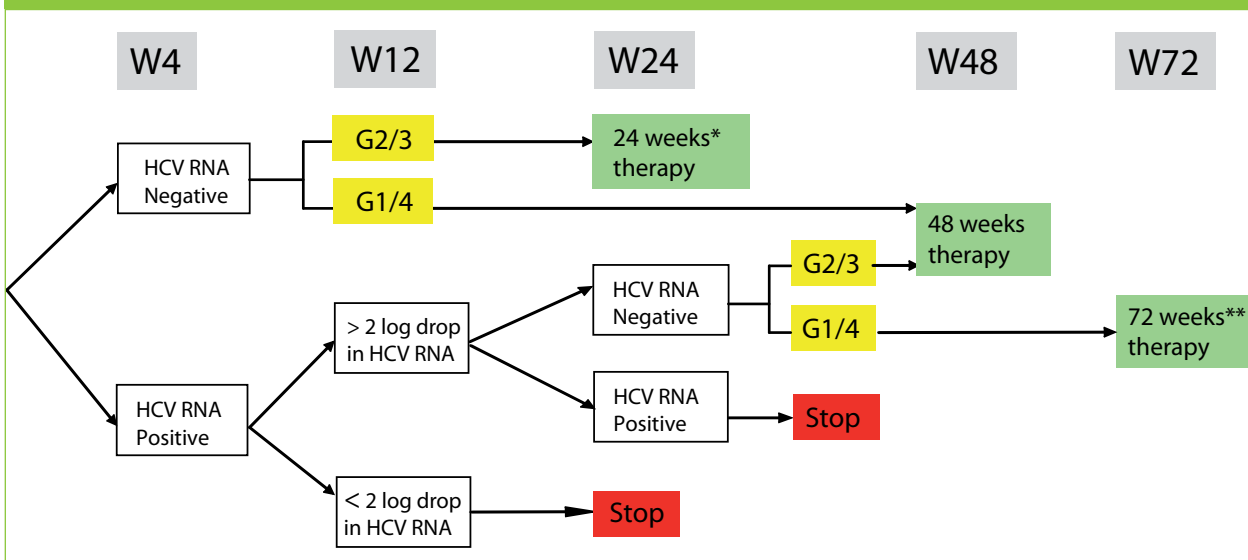 W4
W12
W24
W48
W72
HCV RNA
Negative
G2/3
24 weeks*
therapy
G1/4
48 weeks
therapy
HCV RNA
Positive
> 2 log drop
in HCV RNA
HCV RNA
Negative
G2/3
G1/4
72 weeks**
therapy
HCV RNA
Positive
Stop
< 2 log drop
in HCV RNA
Stop